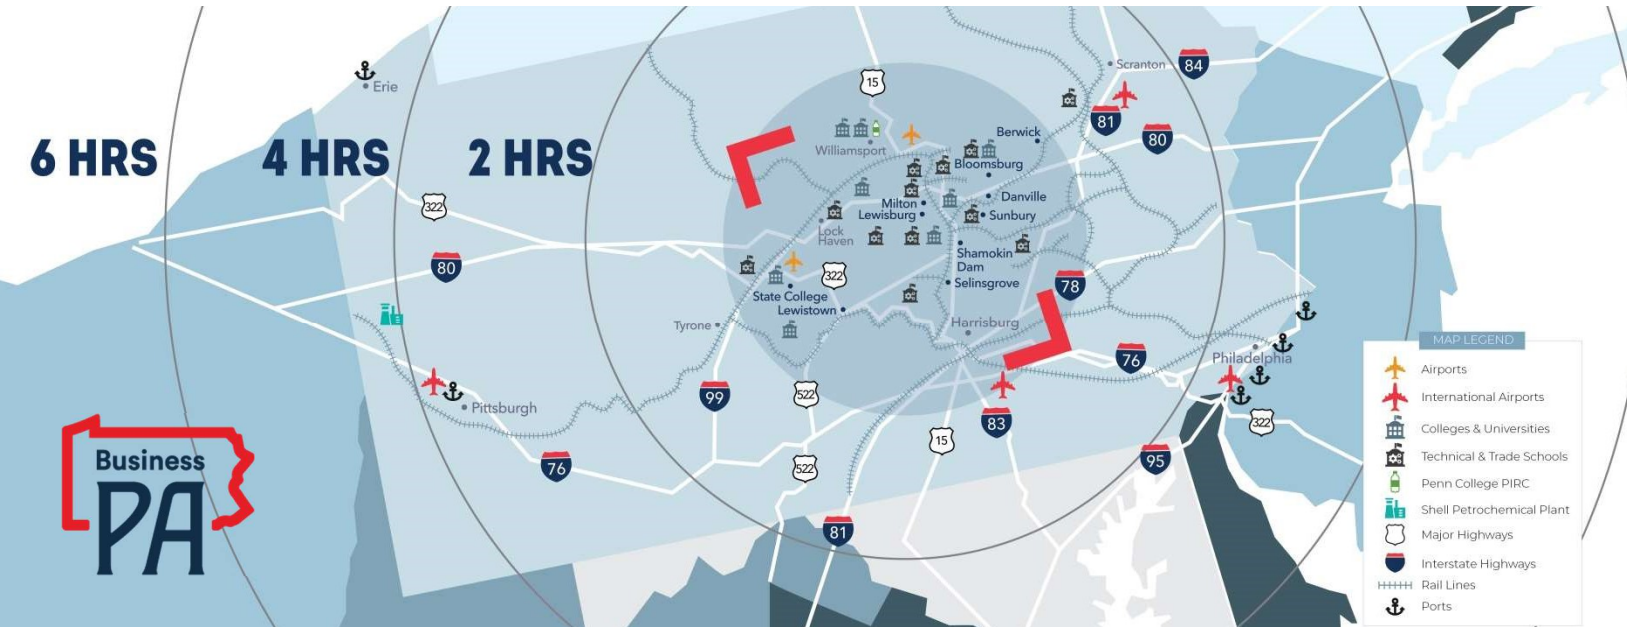 6 HRS
4 HRS
2 HRS
Erie
322
80
Pittsburgh
76
Tyrone
99
522
522
81
15
Williamsport
Lock
Haven
State College
Lewistown
322
Milton
Lewisburg
Berwick
Bloomsburg
Danville
Sunbury
Shamokin
Dam
Selinsgrove
Harrisburg
78
83
15
76
95
322
Philadelphia
Scranton
84
81
80
Business
PA
MAP LEGEND
Airports
International Airports
Colleges & Universities
Technical & Trade Schools
Penn College PIRC
Shell Petrochemical Plant
Major Highways
Interstate Highways
Rail Lines
Ports